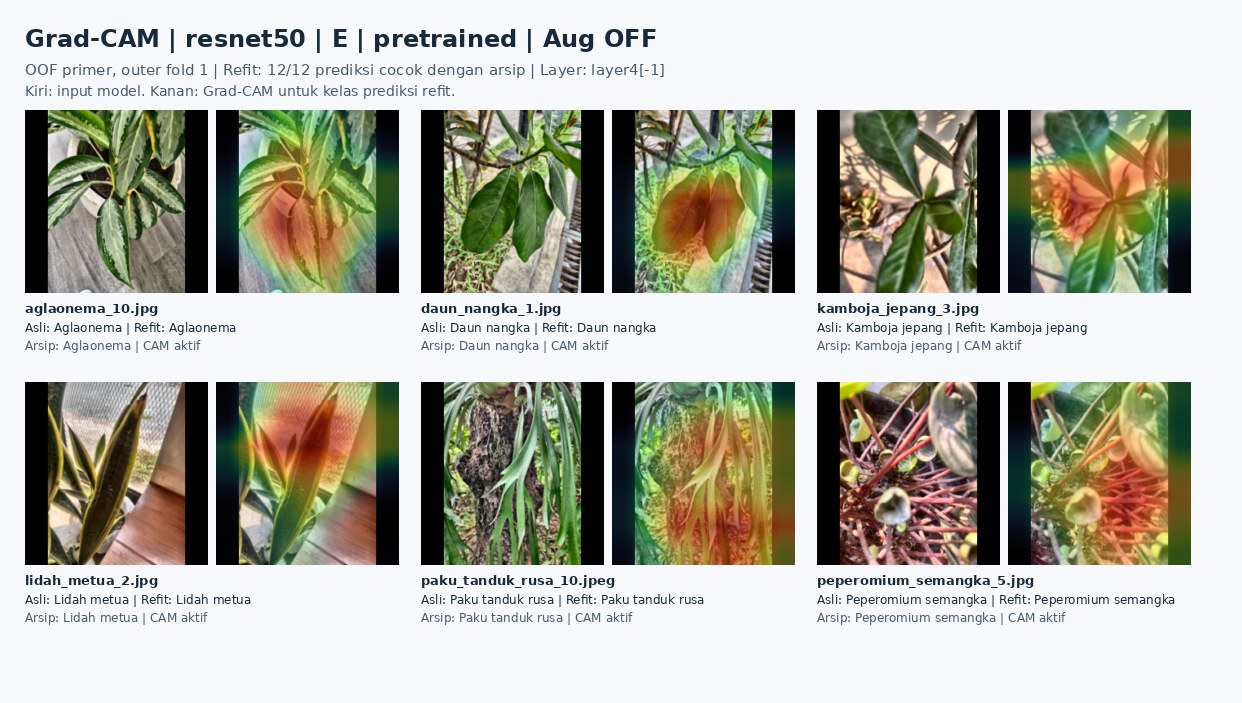 Grad-CAM | resnet50 | E | pretrained | Aug OFF
OOF primer, outer fold 1 | Refit: 12/12 prediksi cocok dengan arsip | Layer: layer4[-1]
Kiri: input model. Kanan: Grad-CAM untuk kelas prediksi refit.
aglaonema_10.jpg
Asli: Aglaonema | Refit: Aglaonema
Arsip: Aglaonema | CAM aktif
daun_nangka_1.jpg
Asli: Daun nangka | Refit: Daun nangka
Arsip: Daun nangka | CAM aktif
kamboja_jepang_3.jpg
Asli: Kamboja jepang | Refit: Kamboja jepang
Arsip: Kamboja jepang | CAM aktif
lidah_metua_2.jpg
Asli: Lidah metua | Refit: Lidah metua
Arsip: Lidah metua | CAM aktif
paku_tanduk_rusa_10.jpeg
Asli: Paku tanduk rusa | Refit: Paku tanduk rusa
Arsip: Paku tanduk rusa | CAM aktif
peperomium_semangka_5.jpg
Asli: Peperomium semangka | Refit: Peperomium semangka
Arsip: Peperomium semangka | CAM aktif